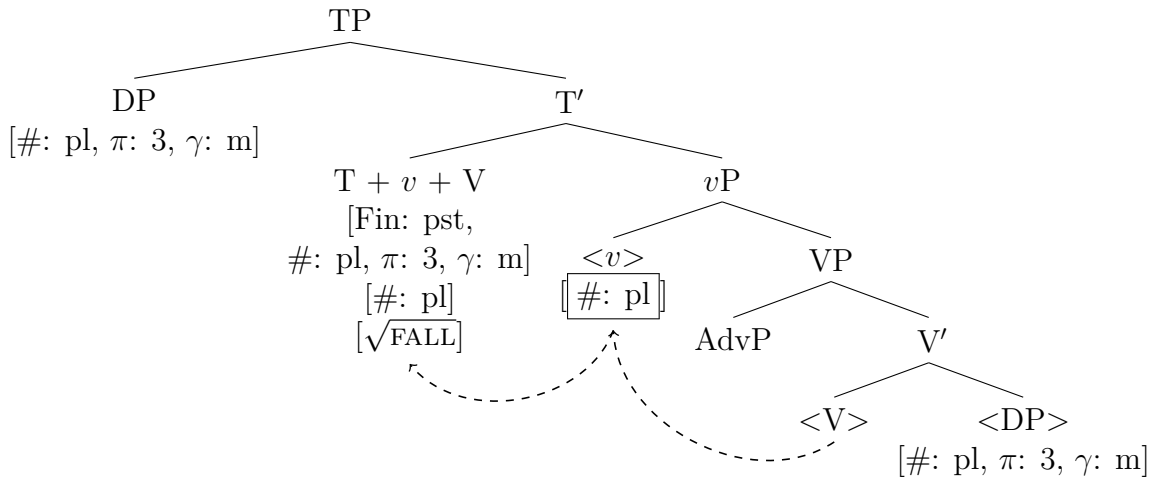 TP
DP
[#: pl, π: 3, γ: m]
T′
T + v + V
[Fin: pst,
#: pl, π: 3, γ: m]
[#: pl]
[√FALL]
vP
<v>
[#: pl]
VP
AdvP
V′
<V>
<DP>
[#: pl, π: 3, γ: m]